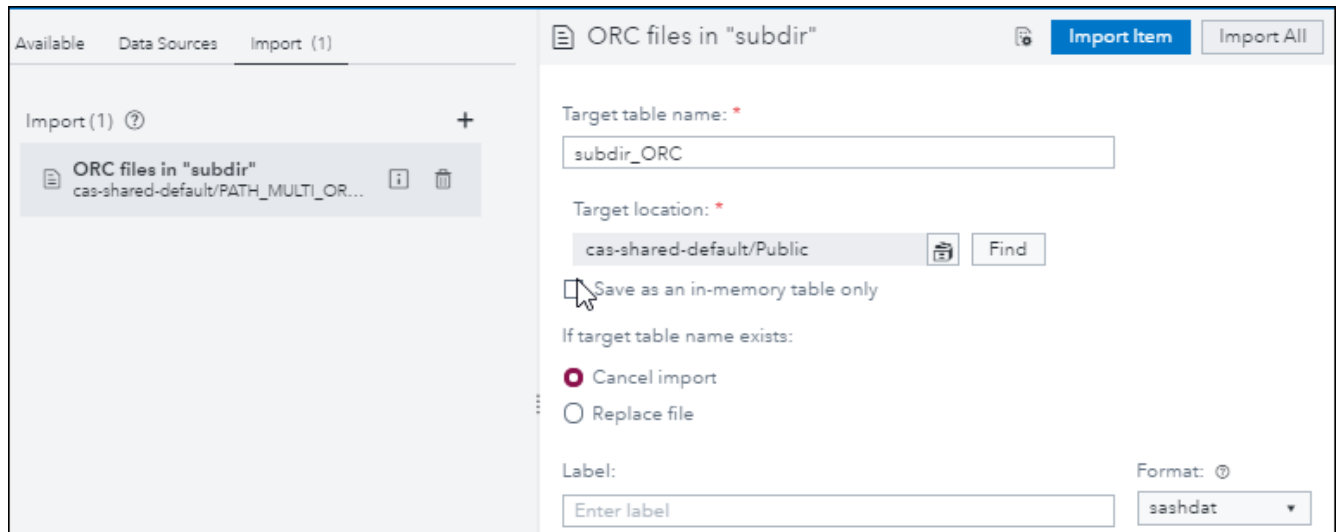 Available Data Sources Import (1)
Import (1)
ORC files in "subdir"
cas-shared-default/PATH_MULTI_OR...
ORC files in "subdir" Import Item Import All
Target table name: *
subdir_ORC
Target location: *
cas-shared-default/Public Find
Save as an in-memory table only
If target table name exists:
Cancel import
Replace file
Label: Format:
Enter label sashdat